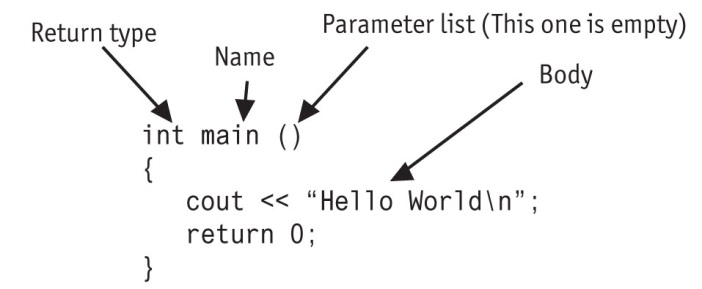 Return type
Name
Parameter list (This one is empty)
Body
int main ()
{
cout << “Hello World\n”;
return 0;
}